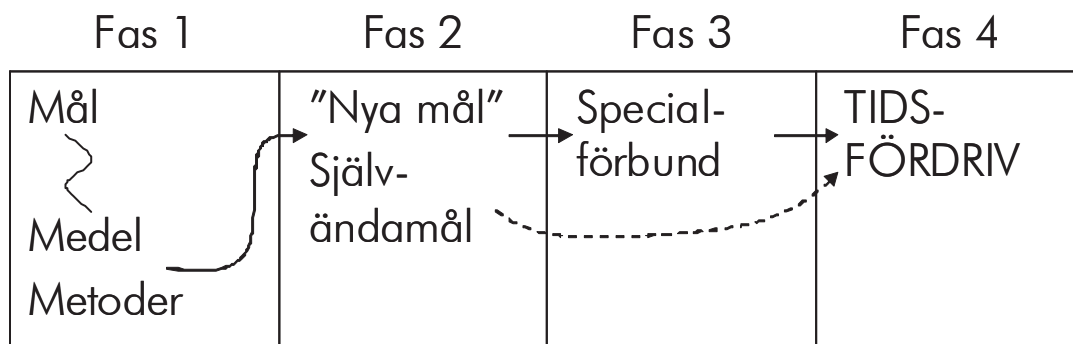 Fas 1
Fas 2
Fas 3
Fas 4
Mål
Medel
Metoder
”Nya mål”
Själv-
ändamål
Special-
förbund
TIDS-
FÖRDRIV